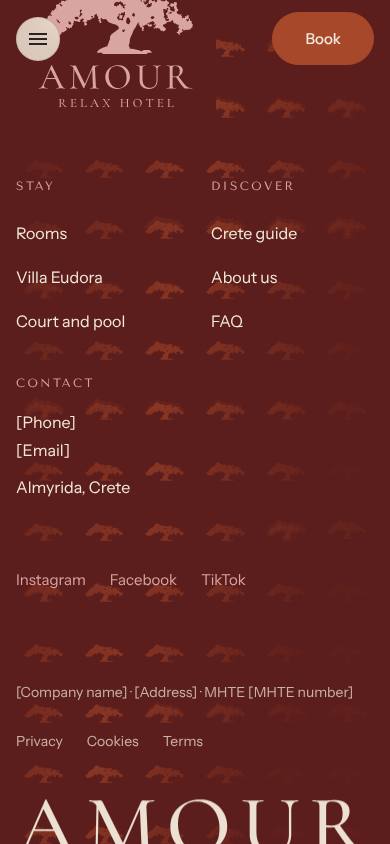 Book
AMOUR
RELAX HOTEL
STAY
Rooms
Villa Eudora
Court and pool
DISCOVER
Crete guide
About us
FAQ
CONTACT
[Phone]
[Email]
Almyrida, Crete
Instagram Facebook TikTok
[Company name] · [Address] · MHTE [MHTE number]
Privacy Cookies Terms
AMOUR